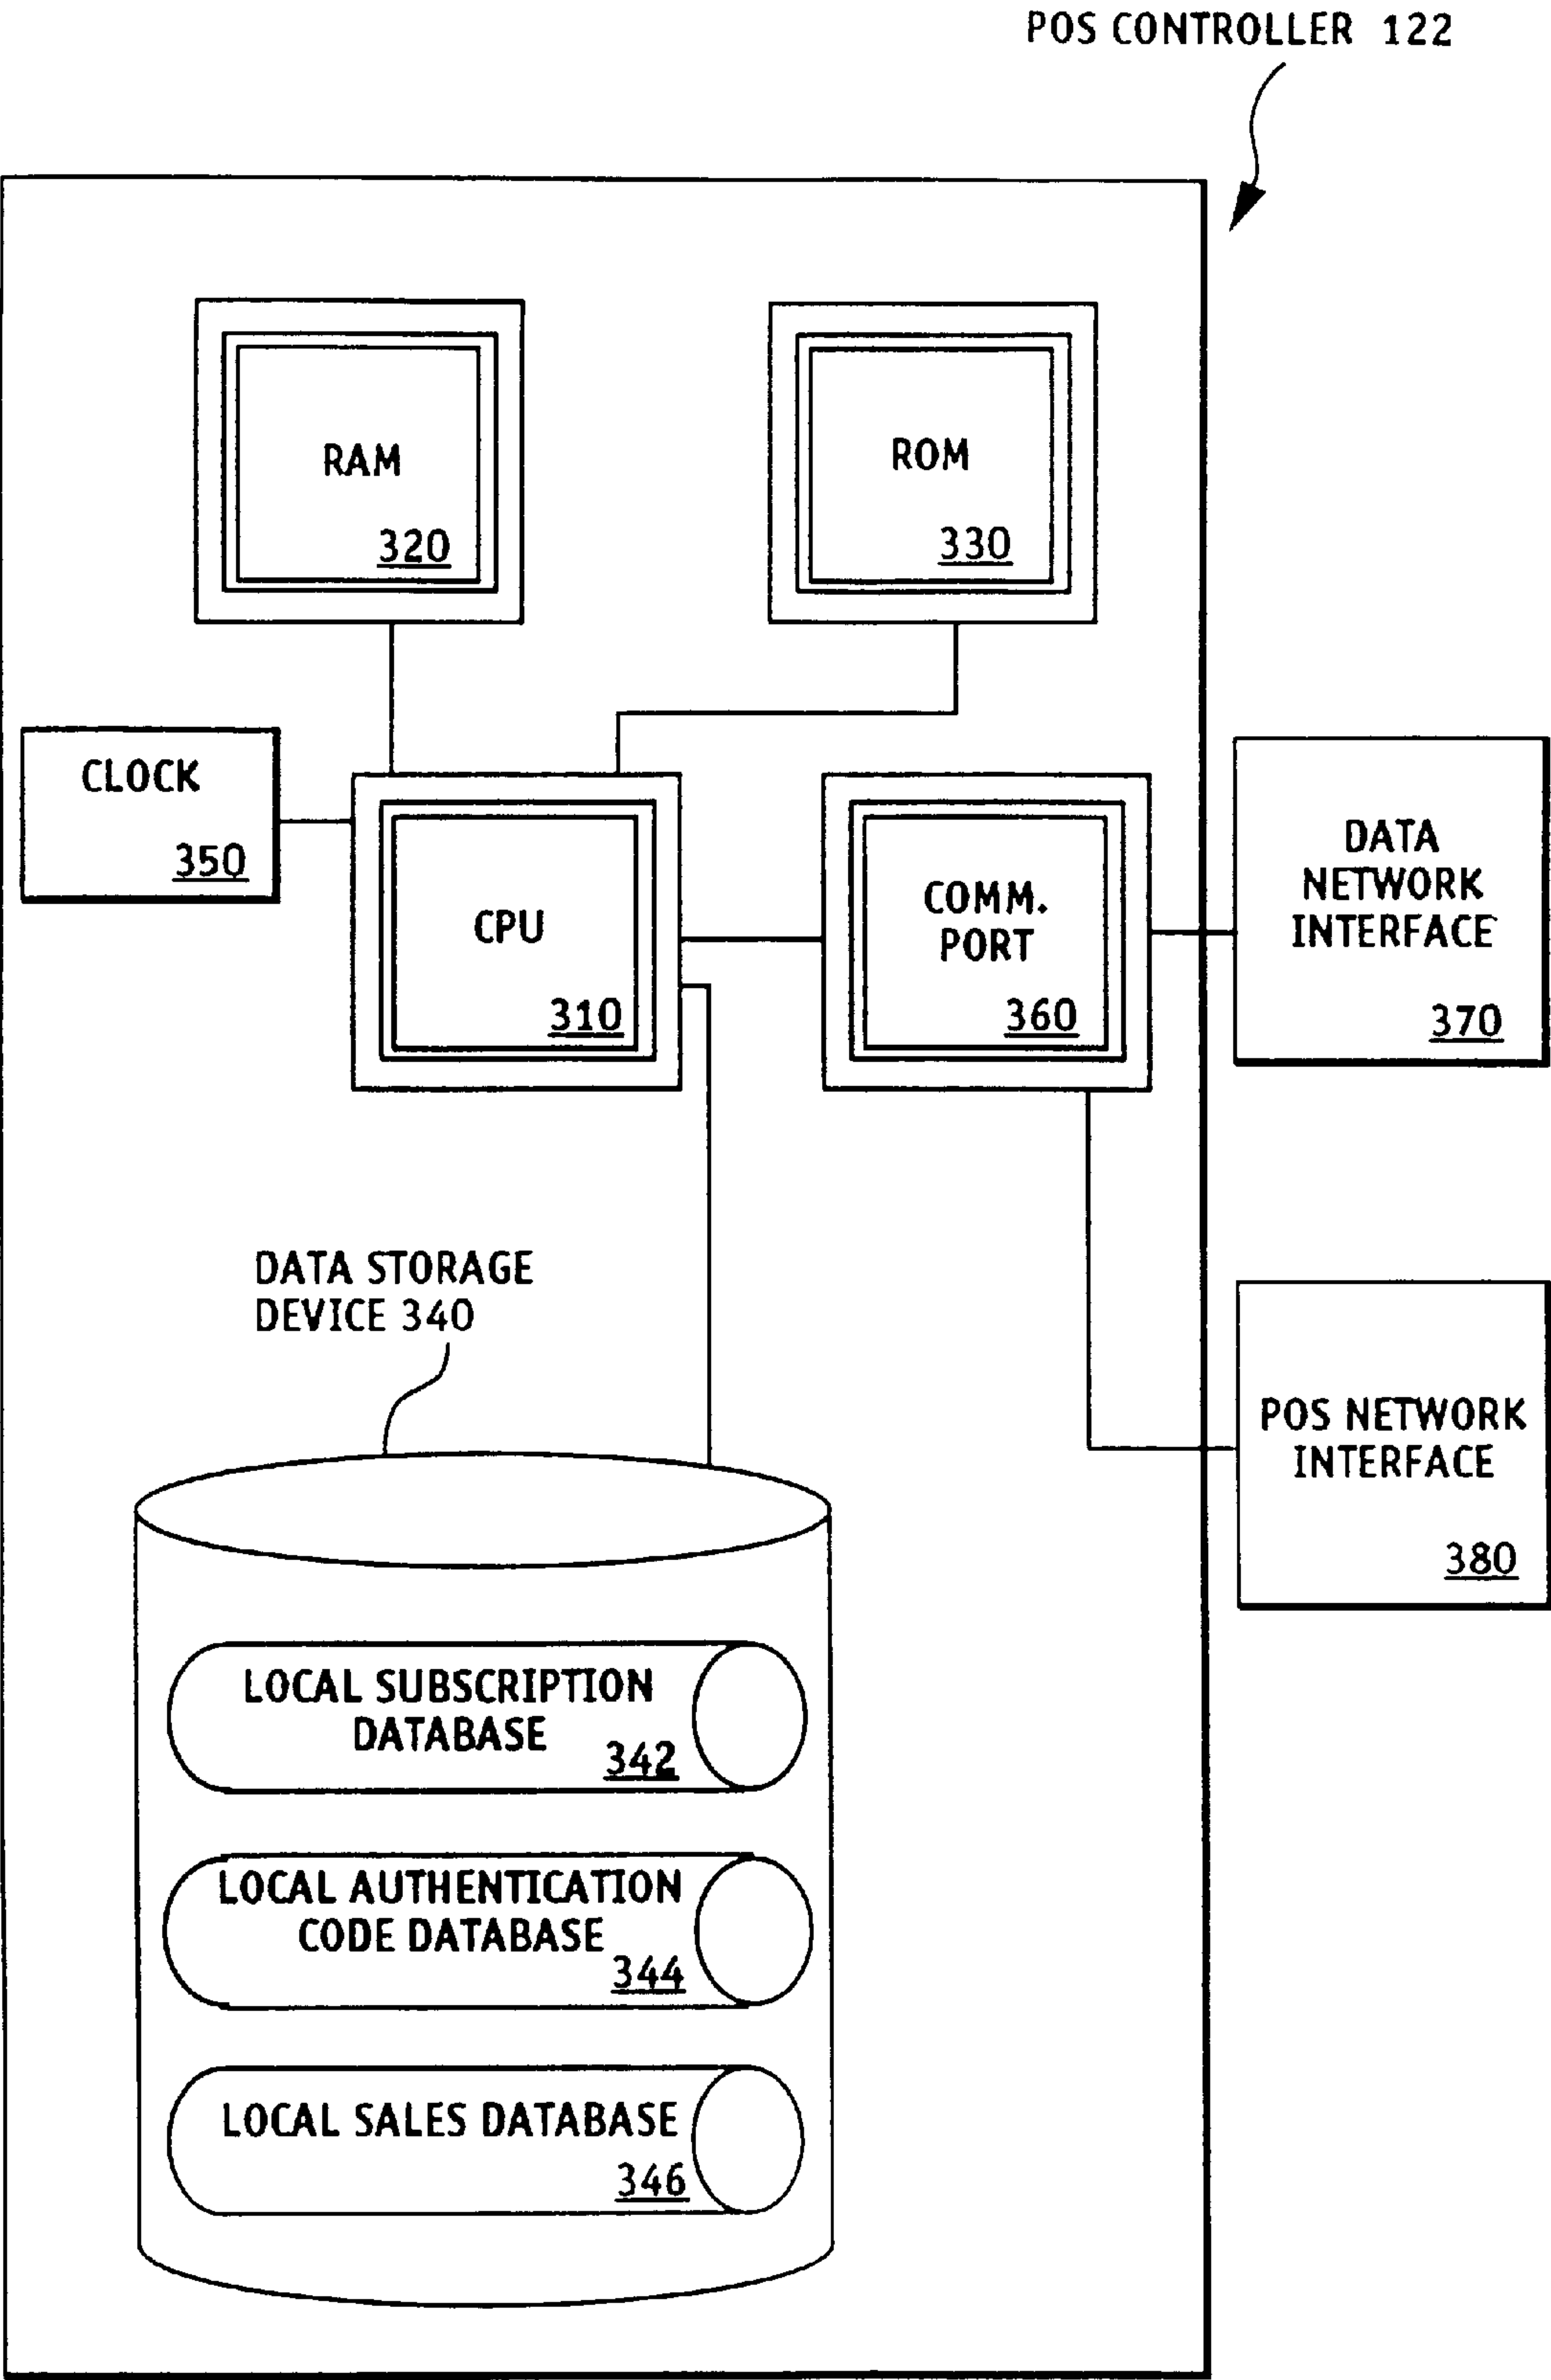 POS CONTROLLER 122
RAM
320
ROM
330
CLOCK
350
CPU
310
COMM.
PORT
360
DATA
NETWORK
INTERFACE
370
DATA STORAGE
DEVICE 340
POS NETWORK
INTERFACE
380
LOCAL SUBSCRIPTION
DATABASE
342
LOCAL AUTHENTICATION
CODE DATABASE
344
LOCAL SALES DATABASE
346